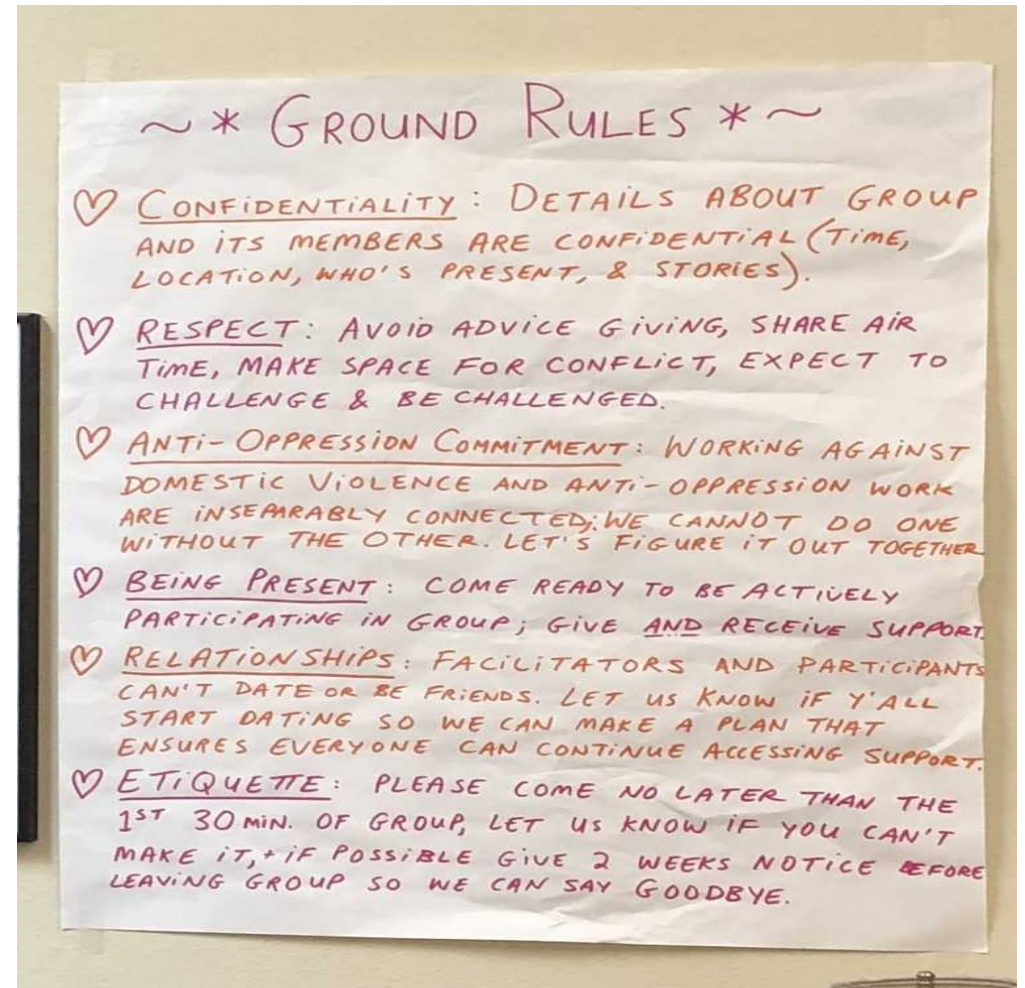 ~ * GROUND RULES * ~
♡ CONFIDENTIALITY: DETAILS ABOUT GROUP
AND ITS MEMBERS ARE CONFIDENTIAL (TIME,
LOCATION, WHO'S PRESENT, & STORIES).
♡ RESPECT: AVOID ADVICE GIVING, SHARE AIR
TIME, MAKE SPACE FOR CONFLICT, EXPECT TO
CHALLENGE & BE CHALLENGED.
♡ ANTI-OPPRESSION COMMITMENT: WORKING AGAINST
DOMESTIC VIOLENCE AND ANTI-OPPRESSION WORK
ARE INSEPARABLY CONNECTED; WE CANNOT DO ONE
WITHOUT THE OTHER. LET'S FIGURE IT OUT TOGETHER
♡ BEING PRESENT: COME READY TO BE ACTIVELY
PARTICIPATING IN GROUP; GIVE AND RECEIVE SUPPORT.
♡ RELATIONSHIPS: FACILITATORS AND PARTICIPANTS
CAN'T DATE OR BE FRIENDS. LET US KNOW IF Y'ALL
START DATING SO WE CAN MAKE A PLAN THAT
ENSURES EVERYONE CAN CONTINUE ACCESSING SUPPORT.
♡ ETIQUETTE: PLEASE COME NO LATER THAN THE
1ST 30 MIN. OF GROUP, LET US KNOW IF YOU CAN'T
MAKE IT, + IF POSSIBLE GIVE 2 WEEKS NOTICE BEFORE
LEAVING GROUP SO WE CAN SAY GOODBYE.